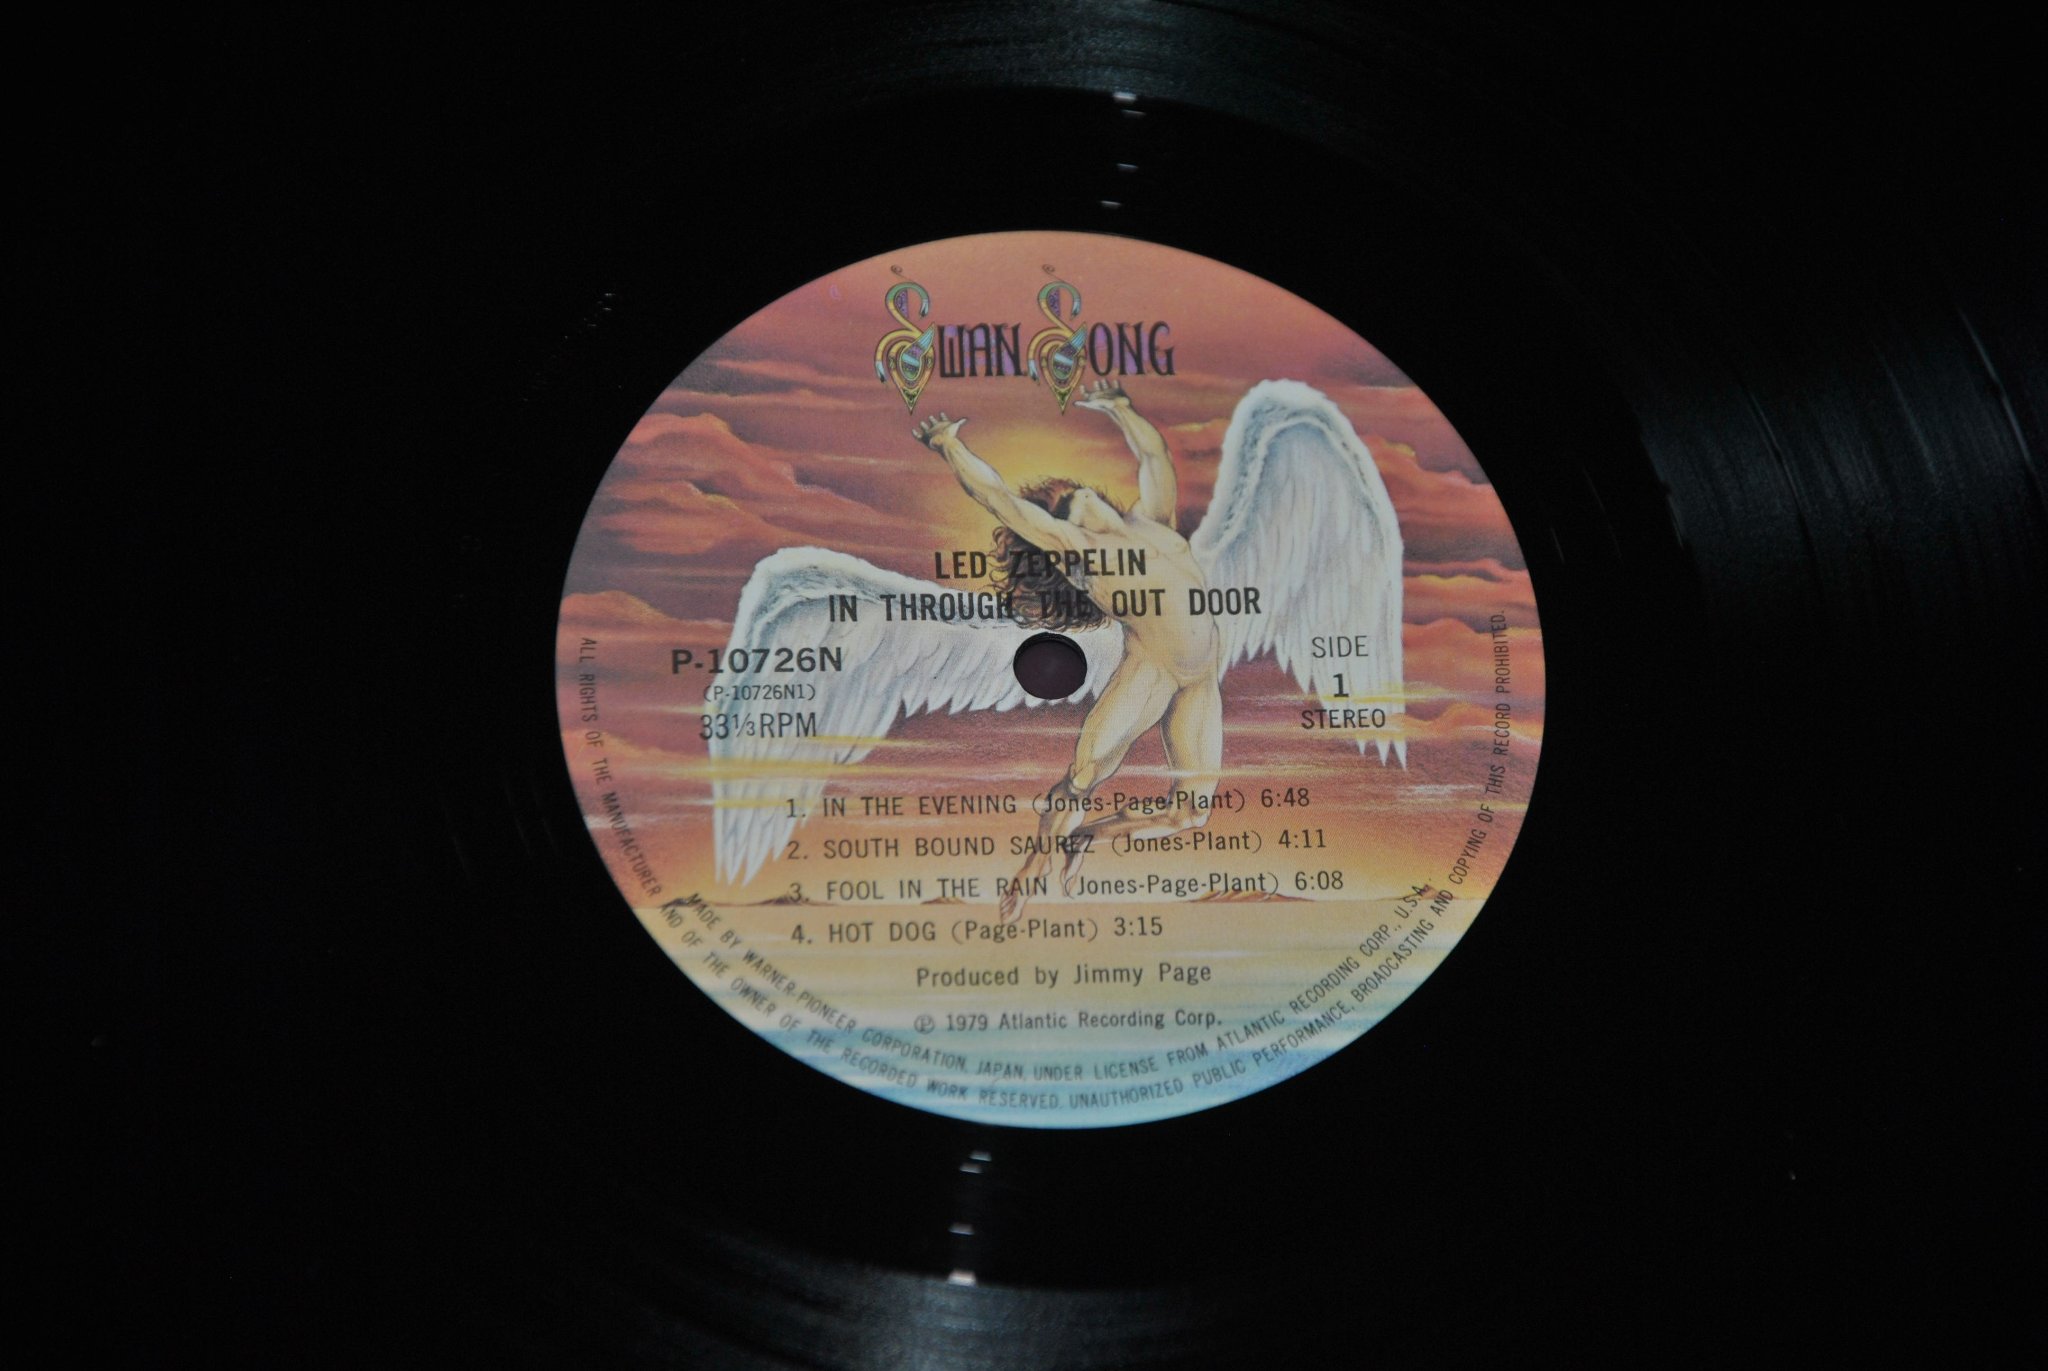 SWAN SONG
LED ZEPPELIN
IN THROUGH THE OUT DOOR
P-10726N
(P-10726N1)
33⅓RPM
SIDE
1
STEREO
1. IN THE EVENING (Jones-Page-Plant) 6:48
2. SOUTH BOUND SAUREZ (Jones-Plant) 4:11
3. FOOL IN THE RAIN (Jones-Page-Plant) 6:08
4. HOT DOG (Page-Plant) 3:15
Produced by Jimmy Page
Ⓟ 1979 Atlantic Recording Corp.
MADE BY WARNER-PIONEER CORPORATION, JAPAN, UNDER LICENSE FROM ATLANTIC RECORDING CORP., U.S.A.
ALL RIGHTS OF THE MANUFACTURER AND OF THE OWNER OF THE RECORDED WORK RESERVED. UNAUTHORIZED PUBLIC PERFORMANCE, BROADCASTING AND COPYING OF THIS RECORD PROHIBITED.